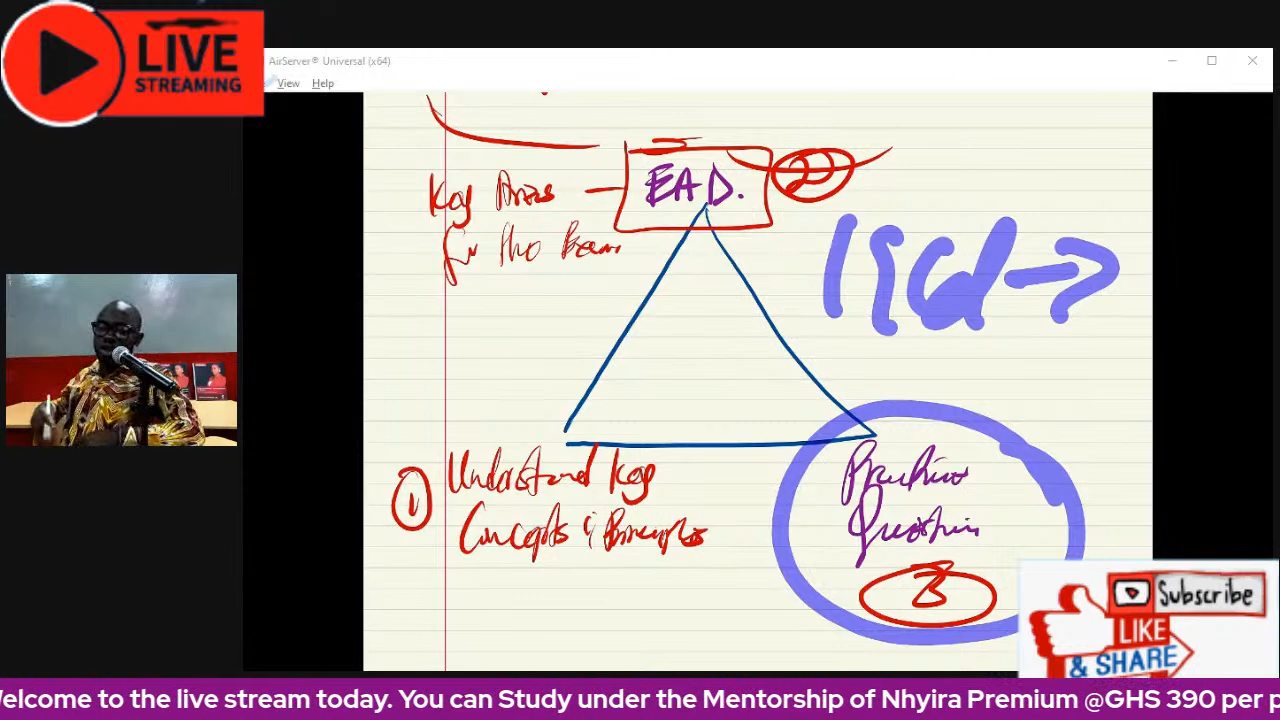 LIVE
STREAMING
AirServer® Universal (x64)
View Help
EAD.
2
Key Areas
for the Exam
1
Understand Key
Concepts & Principles
Practice
Questions
3
Subscribe
LIKE
& SHARE
Welcome to the live stream today. You can Study under the Mentorship of Nhyira Premium @GHS 390 per p